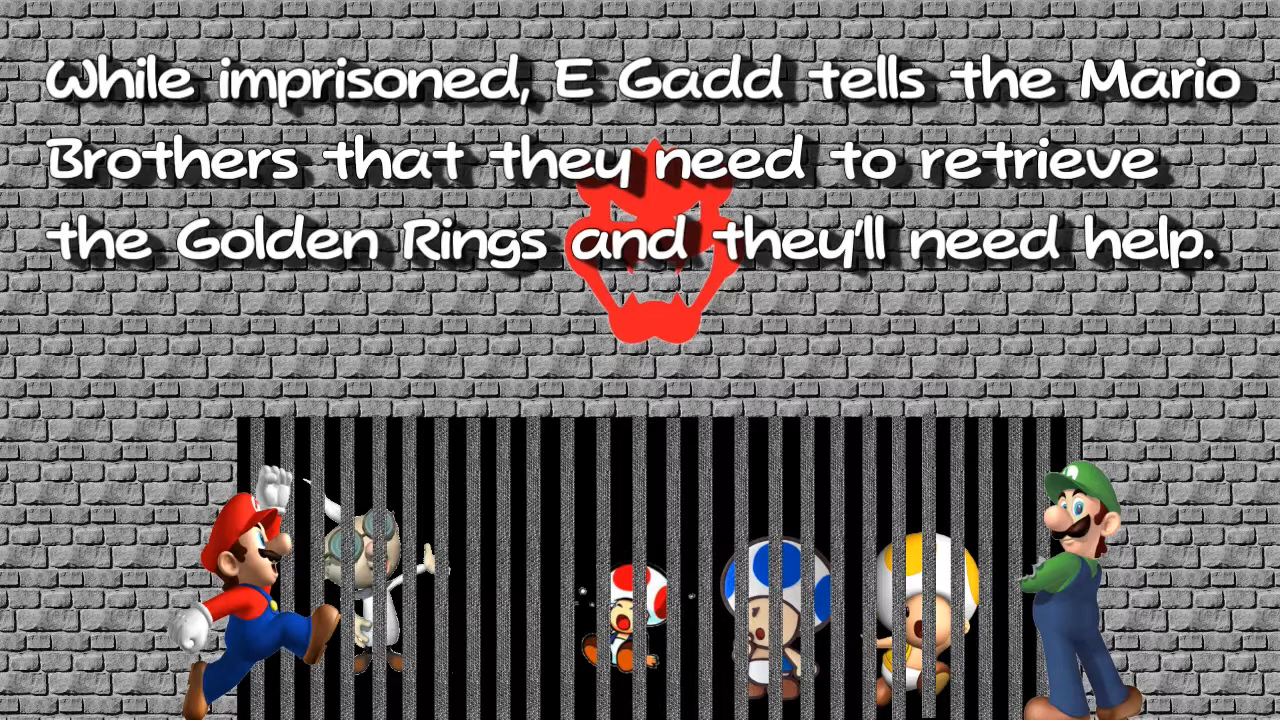 While imprisoned, E Gadd tells the Mario
Brothers that they need to retrieve
the Golden Rings and they'll need help.